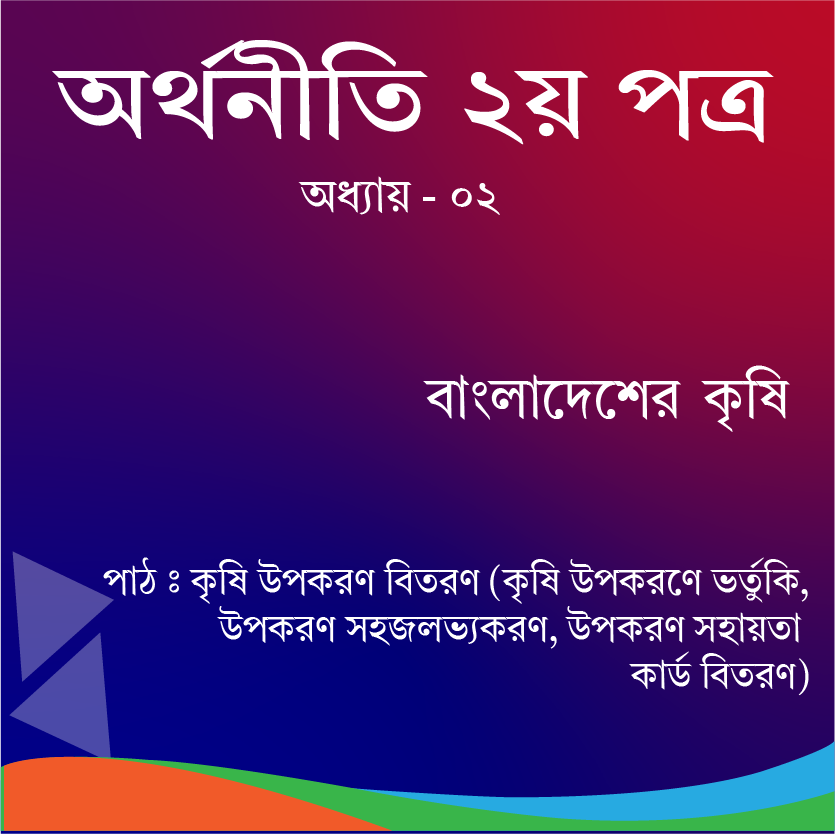 অর্থনীতি ২য় পত্র
অধ্যায় - ০২
বাংলাদেশের কৃষি
পাঠ ঃ কৃষি উপকরণ বিতরণ (কৃষি উপকরণে ভর্তুকি,
উপকরণ সহজলভ্যকরণ, উপকরণ সহায়তা
কার্ড বিতরণ)